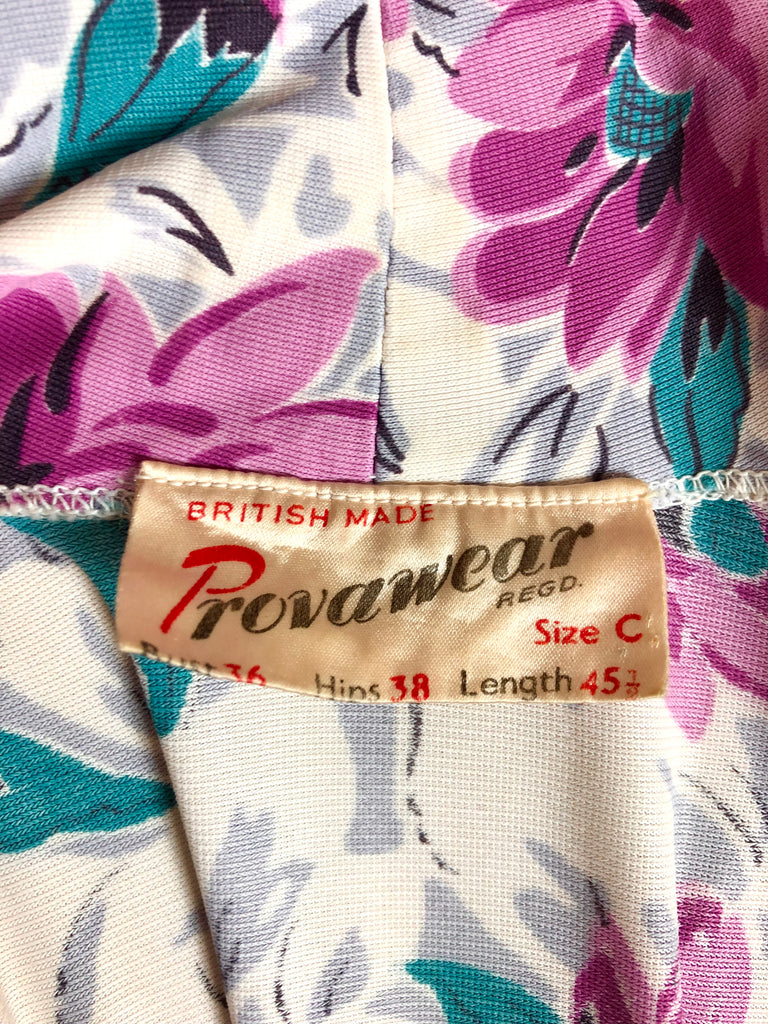 BRITISH MADE
Provawear
REGD.
Size C
Bust 36 Hips 38 Length 45⅞